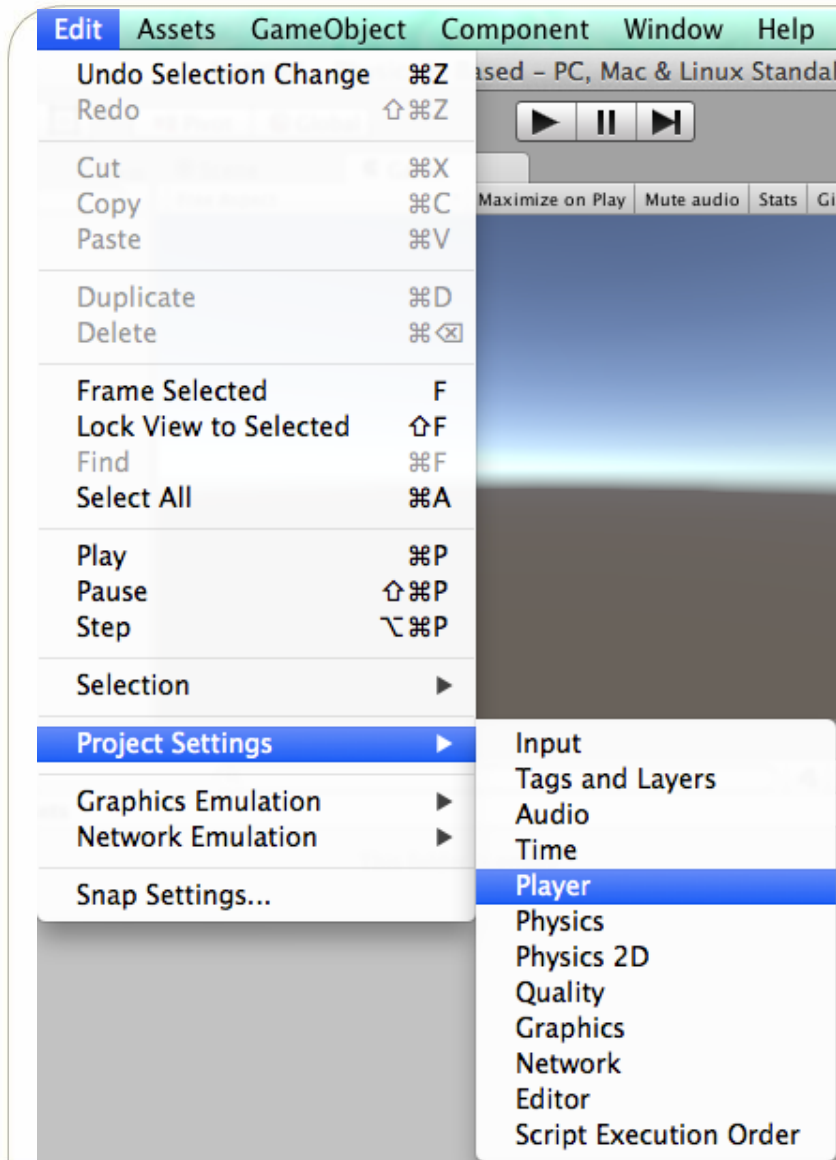 Edit Assets GameObject Component Window Help
ased – PC, Mac & Linux Standal
Undo Selection Change ⌘Z
Redo ⇧⌘Z
Cut ⌘X
Copy ⌘C
Paste ⌘V
Maximize on Play Mute audio Stats Gi
Duplicate ⌘D
Delete ⌘⌫
Frame Selected F
Lock View to Selected ⇧F
Find ⌘F
Select All ⌘A
Play ⌘P
Pause ⇧⌘P
Step ⌥⌘P
Selection
Project Settings
Graphics Emulation
Network Emulation
Snap Settings...
Input
Tags and Layers
Audio
Time
Player
Physics
Physics 2D
Quality
Graphics
Network
Editor
Script Execution Order